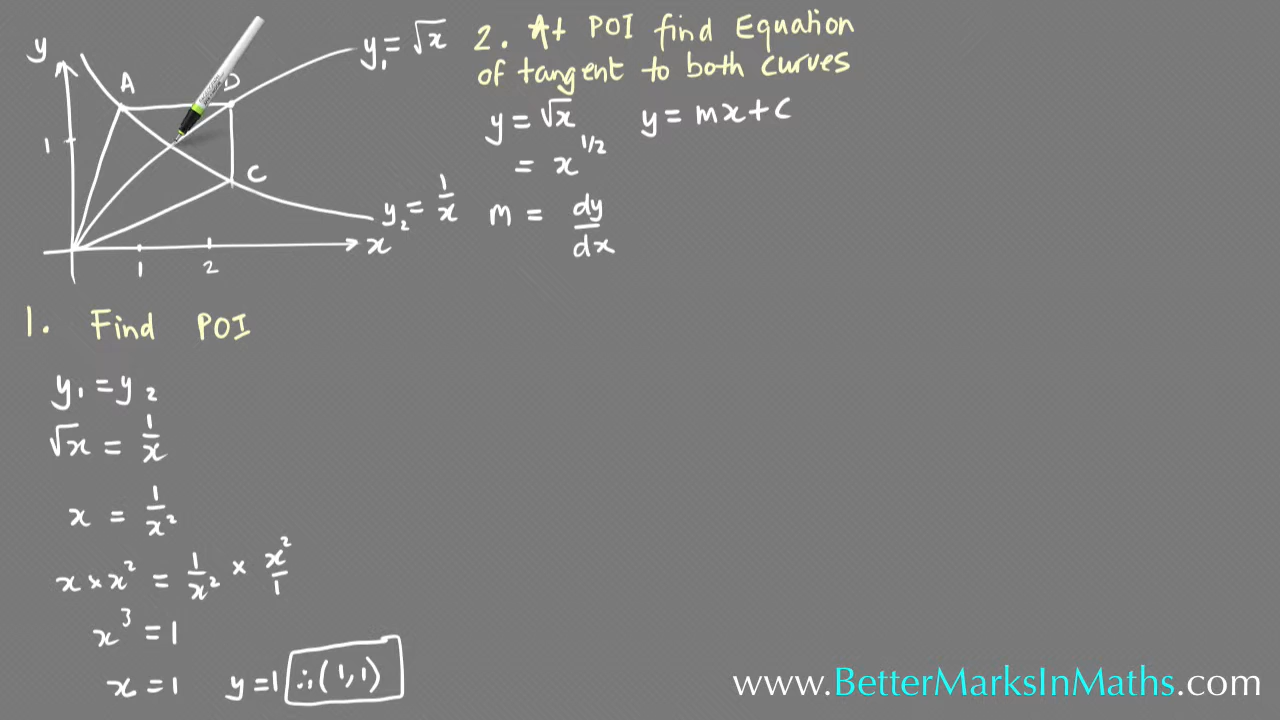 y
A
D
1
C
1
2
x
y₁ = √x
y₂ = 1/x
1. Find POI
y₁ = y₂
√x = 1/x
x = 1/x²
x × x² = 1/x² × x²/1
x³ = 1
x = 1 y = 1 ∴ (1,1)
2. At POI find Equation
of tangent to both curves
y = √x y = mx + c
= x^1/2
m = dy/dx
www.BetterMarksInMaths.com